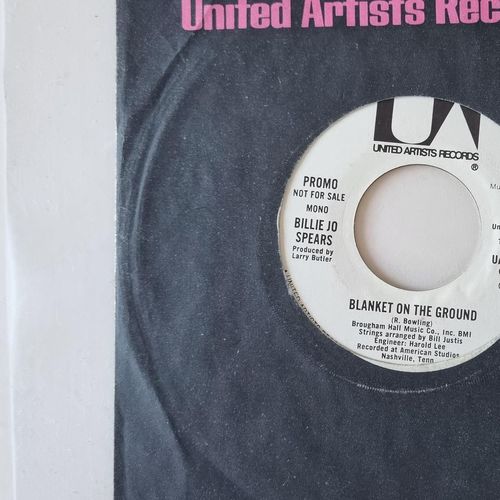 United Artists Rec
UA
UNITED ARTISTS RECORDS
®
PROMO
NOT FOR SALE
MONO
BILLIE JO
SPEARS
Produced by
Larry Butler
BLANKET ON THE GROUND
(R. Bowling)
Brougham Hall Music Co., Inc. BMI
Strings arranged by Bill Justis
Engineer: Harold Lee
Recorded at American Studios
Nashville, Tenn